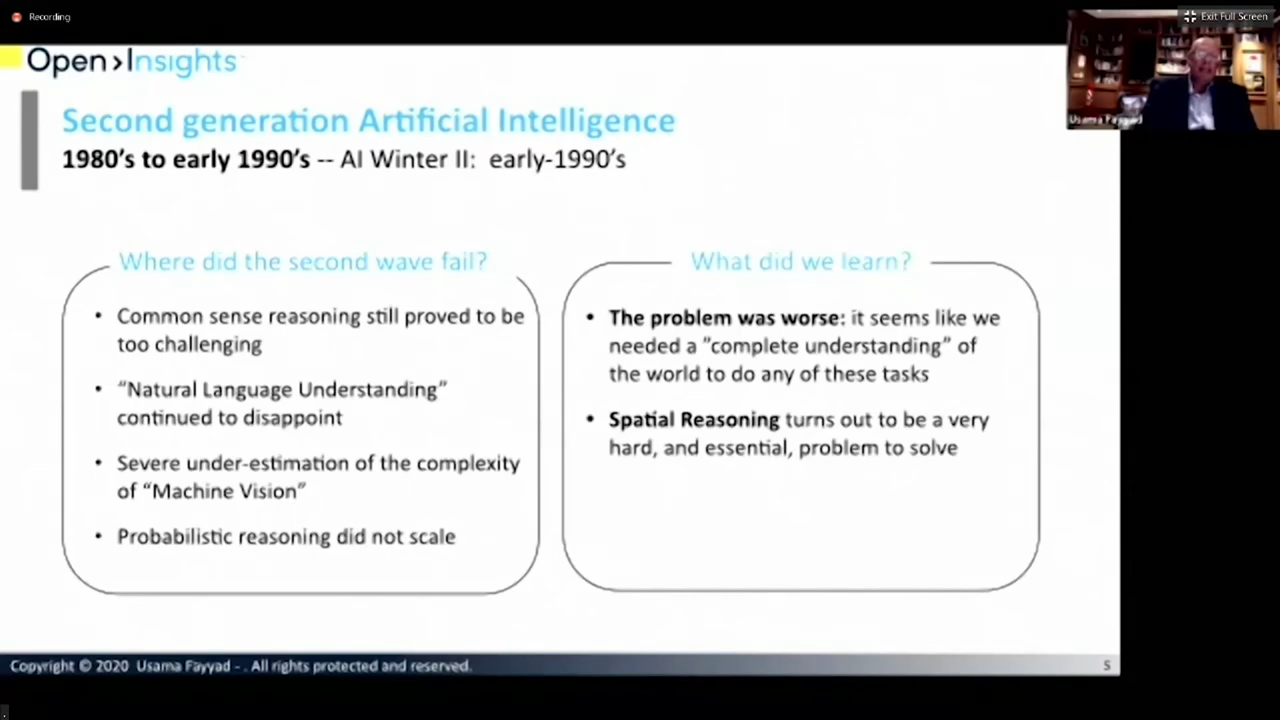 Recording
Exit Full Screen
Open>Insights
Usama Fayyad
Second generation Artificial Intelligence
1980's to early 1990's -- AI Winter II: early-1990's
Where did the second wave fail?
• Common sense reasoning still proved to be
too challenging
• “Natural Language Understanding”
continued to disappoint
• Severe under-estimation of the complexity
of “Machine Vision”
• Probabilistic reasoning did not scale
What did we learn?
• The problem was worse: it seems like we
needed a ”complete understanding” of
the world to do any of these tasks
• Spatial Reasoning turns out to be a very
hard, and essential, problem to solve
Copyright © 2020 Usama Fayyad - . All rights protected and reserved.
5